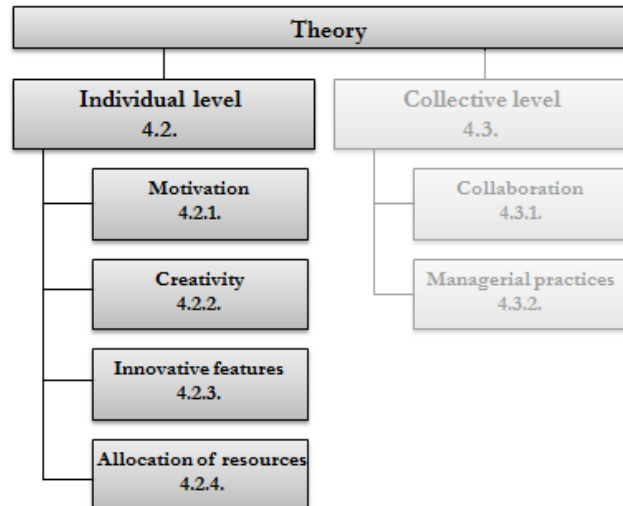 Theory
Individual level
4.2.
Motivation
4.2.1.
Creativity
4.2.2.
Innovative features
4.2.3.
Allocation of resources
4.2.4.
Collective level
4.3.
Collaboration
4.3.1.
Managerial practices
4.3.2.